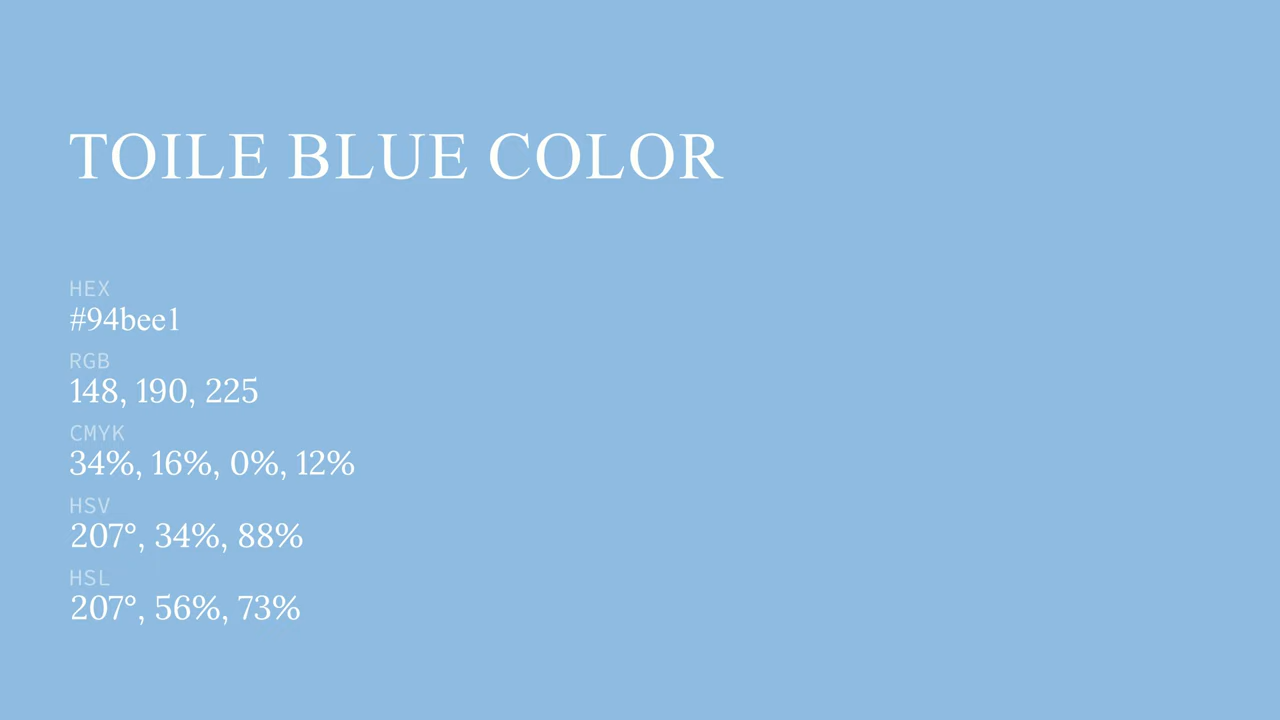 TOILE BLUE COLOR
HEX
#94bee1
RGB
148, 190, 225
CMYK
34%, 16%, 0%, 12%
HSV
207°, 34%, 88%
HSL
207°, 56%, 73%